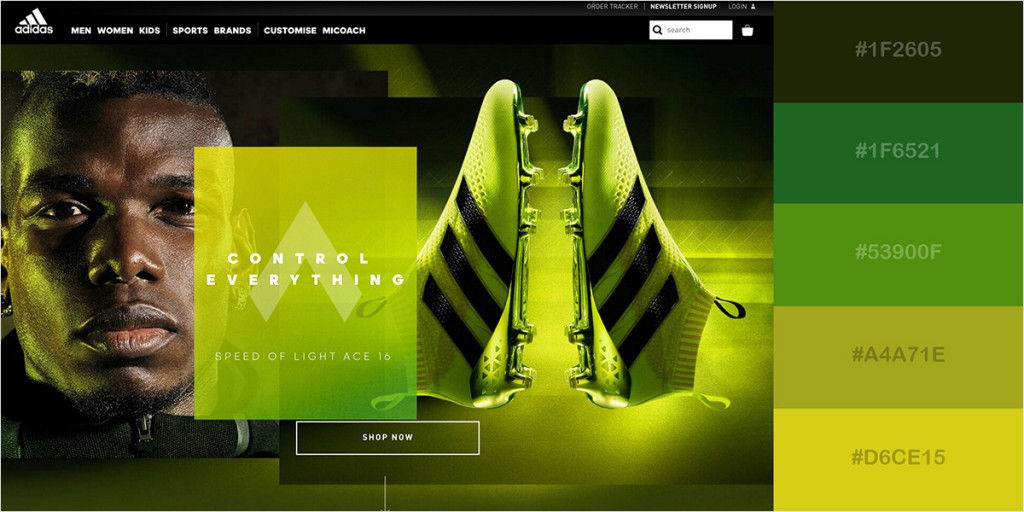 ORDER TRACKER NEWSLETTER SIGNUP LOGIN
adidas
MEN WOMEN KIDS SPORTS BRANDS CUSTOMISE MICOACH
search
CONTROL
EVERYTHING
SPEED OF LIGHT ACE 16
SHOP NOW
#1F2605
#1F6521
#53900F
#A4A71E
#D6CE15